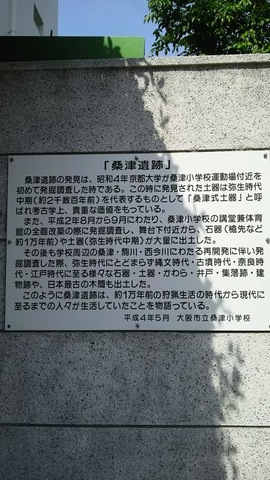 「桑津遺跡」
桑津遺跡の発見は、昭和4年京都大学が桑津小学校運動場付近を
初めて発掘調査した時である。この時に発見された土器は弥生時代
中期(約2千数百年前)を代表するものとして「桑津式土器」と呼
ばれ考古学上、貴重な価値をもっている。
また、平成2年8月から9月にわたり、桑津小学校の講堂兼体育
館の全面改築の際に発掘調査し、舞台下付近から、石器(槍先など
約1万年前)や土器(弥生時代中期)が大量に出土した。
その後も学校周辺の桑津・駒川・西今川にわたる再開発に伴い発
掘調査した際、弥生時代にとどまらず縄文時代・古墳時代・奈良時
代・江戸時代に至る様々な石器・土器・かわら・井戸・集落跡・建
物跡や、日本最古の木簡も出土した。
このように桑津遺跡は、約1万年前の狩猟生活の時代から現代に
至るまでの人々が生活していたことを物語っている。
平成4年5月 大阪市立桑津小学校